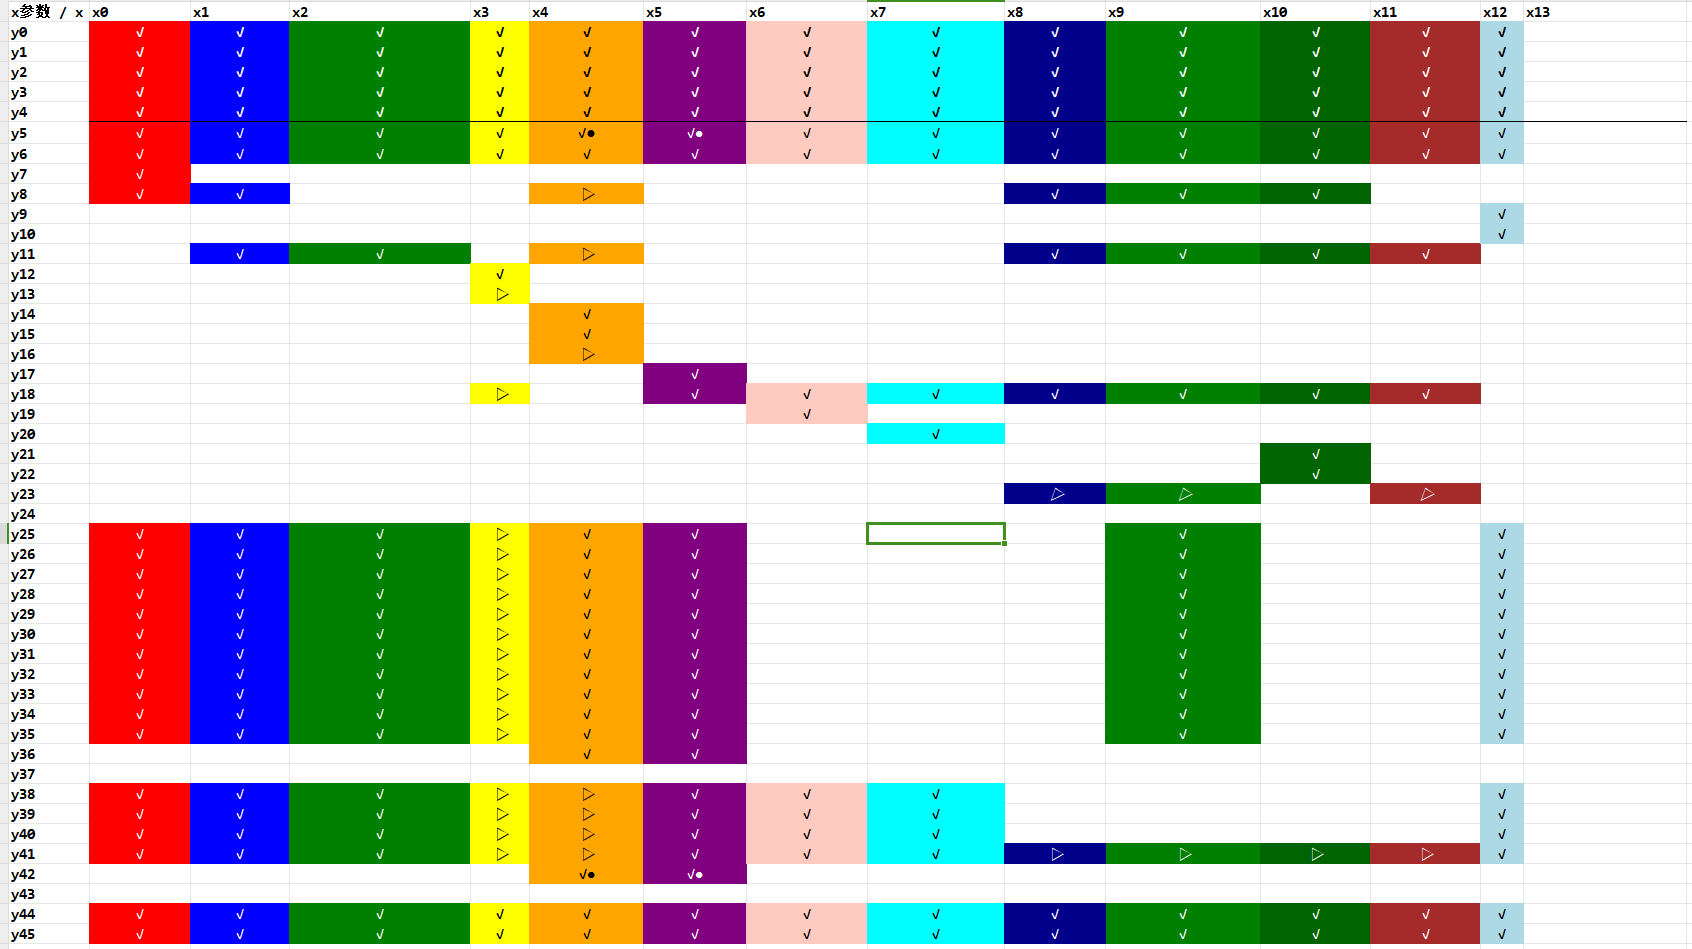 x参数 / x x0 x1 x2 x3 x4 x5 x6 x7 x8 x9 x10 x11 x12 x13
y0 √ √ √ √ √ √ √ √ √ √ √ √ √
y1 √ √ √ √ √ √ √ √ √ √ √ √ √
y2 √ √ √ √ √ √ √ √ √ √ √ √ √
y3 √ √ √ √ √ √ √ √ √ √ √ √ √
y4 √ √ √ √ √ √ √ √ √ √ √ √ √
y5 √ √ √ √ √● √● √ √ √ √ √ √ √
y6 √ √ √ √ √ √ √ √ √ √ √ √ √
y7 √
y8 √ √ ▷ √ √ √
y9 √
y10 √
y11 √ √ ▷ √ √ √ √
y12 √
y13 ▷
y14 √
y15 √
y16 ▷
y17 √
y18 ▷ √ √ √ √ √ √ √
y19 √
y20 √
y21 √
y22 √
y23 ▷ ▷ ▷
y24
y25 √ √ √ ▷ √ √ √ √
y26 √ √ √ ▷ √ √ √ √
y27 √ √ √ ▷ √ √ √ √
y28 √ √ √ ▷ √ √ √ √
y29 √ √ √ ▷ √ √ √ √
y30 √ √ √ ▷ √ √ √ √
y31 √ √ √ ▷ √ √ √ √
y32 √ √ √ ▷ √ √ √ √
y33 √ √ √ ▷ √ √ √ √
y34 √ √ √ ▷ √ √ √ √
y35 √ √ √ ▷ √ √ √ √
y36 √ √
y37
y38 √ √ √ ▷ ▷ √ √ √ √
y39 √ √ √ ▷ ▷ √ √ √ √
y40 √ √ √ ▷ ▷ √ √ √ √
y41 √ √ √ ▷ ▷ √ √ √ ▷ ▷ ▷ ▷ √
y42 √● √●
y43
y44 √ √ √ √ √ √ √ √ √ √ √ √ √
y45 √ √ √ √ √ √ √ √ √ √ √ √ √